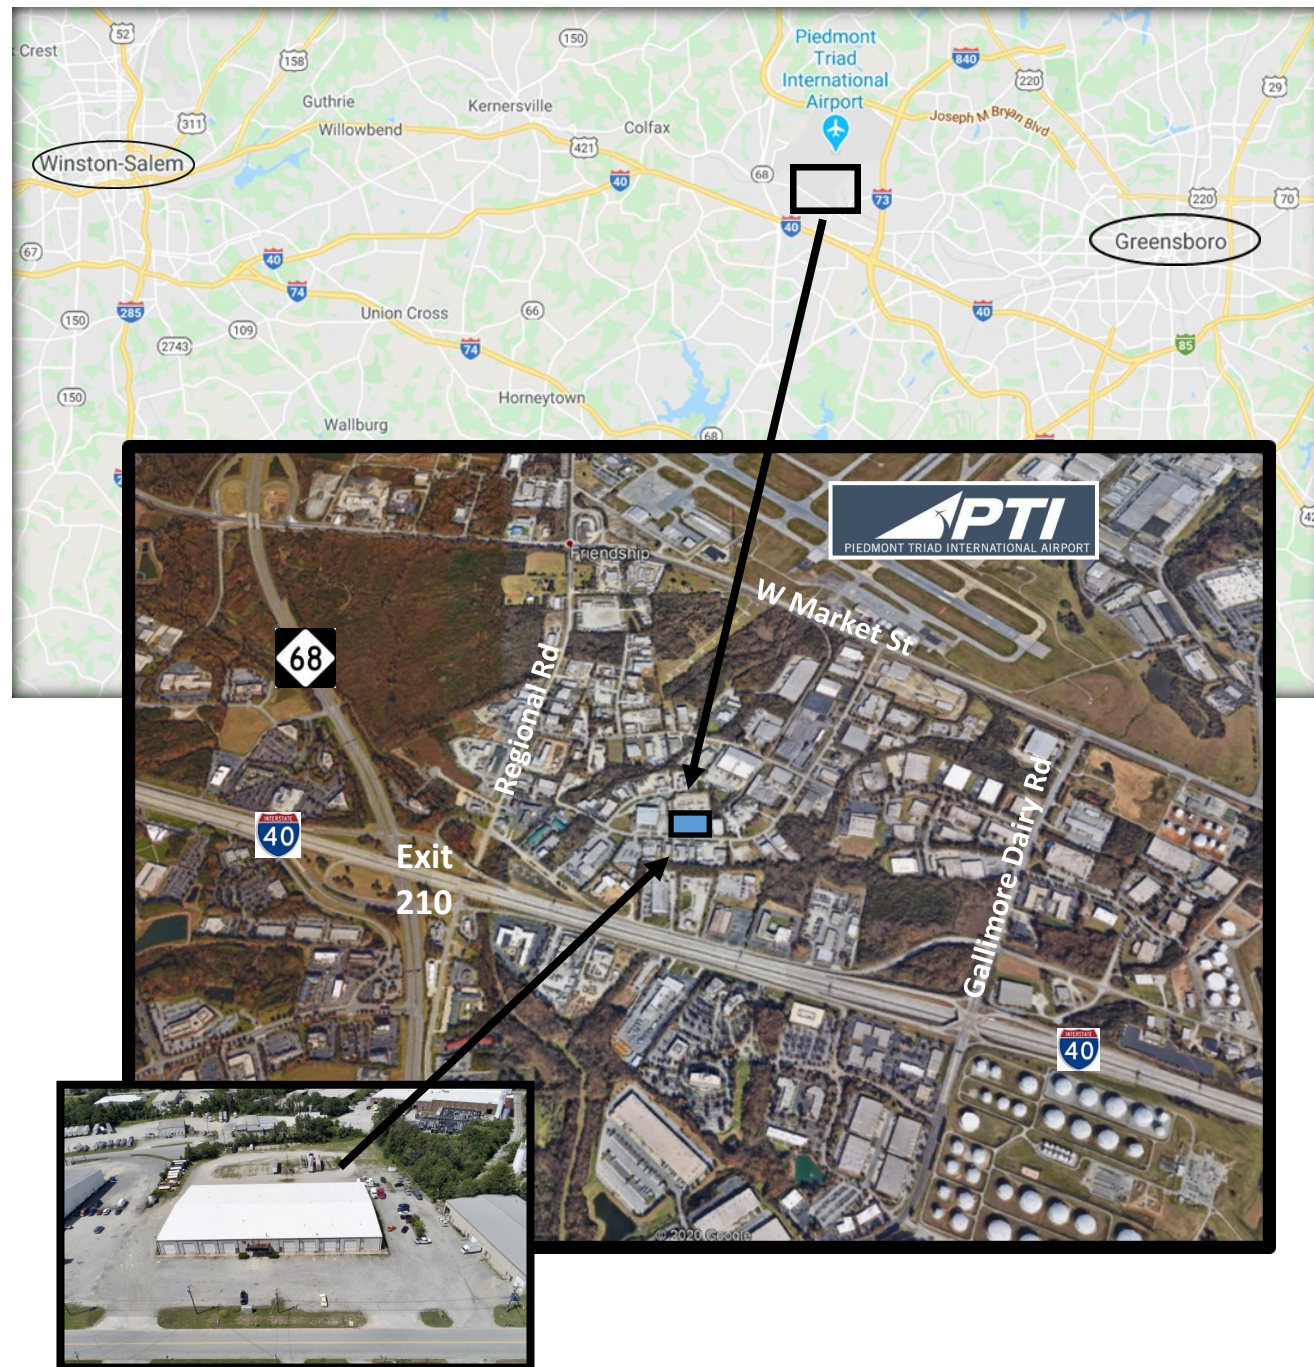 52
Crest
150
158
Piedmont
Triad
International
Airport
840
220
29
Guthrie
Kernersville
311
Willowbend
Colfax
Joseph M Bryan Blvd
421
Winston-Salem
68
40
73
220
70
40
Greensboro
67
40
74
285
Union Cross
66
40
150
109
2743
74
85
150
Horneytown
Wallburg
68
PTI
PIEDMONT TRIAD INTERNATIONAL AIRPORT
Friendship
W Market St
68
Regional Rd
Gallimore Dairy Rd
INTERSTATE
40
Exit
210
INTERSTATE
40
© 2020 Google